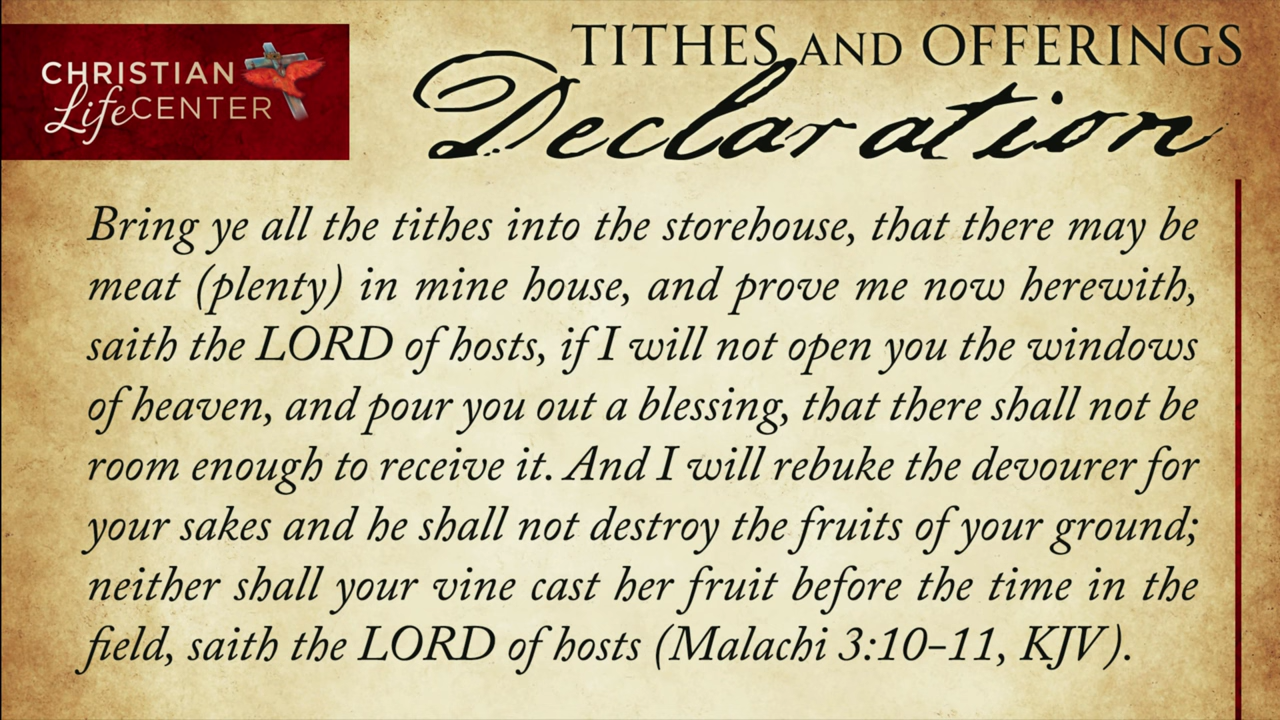 CHRISTIAN
LifeCENTER
TITHES AND OFFERINGS
Declaration
Bring ye all the tithes into the storehouse, that there may be
meat (plenty) in mine house, and prove me now herewith,
saith the LORD of hosts, if I will not open you the windows
of heaven, and pour you out a blessing, that there shall not be
room enough to receive it. And I will rebuke the devourer for
your sakes and he shall not destroy the fruits of your ground;
neither shall your vine cast her fruit before the time in the
field, saith the LORD of hosts (Malachi 3:10–11, KJV).